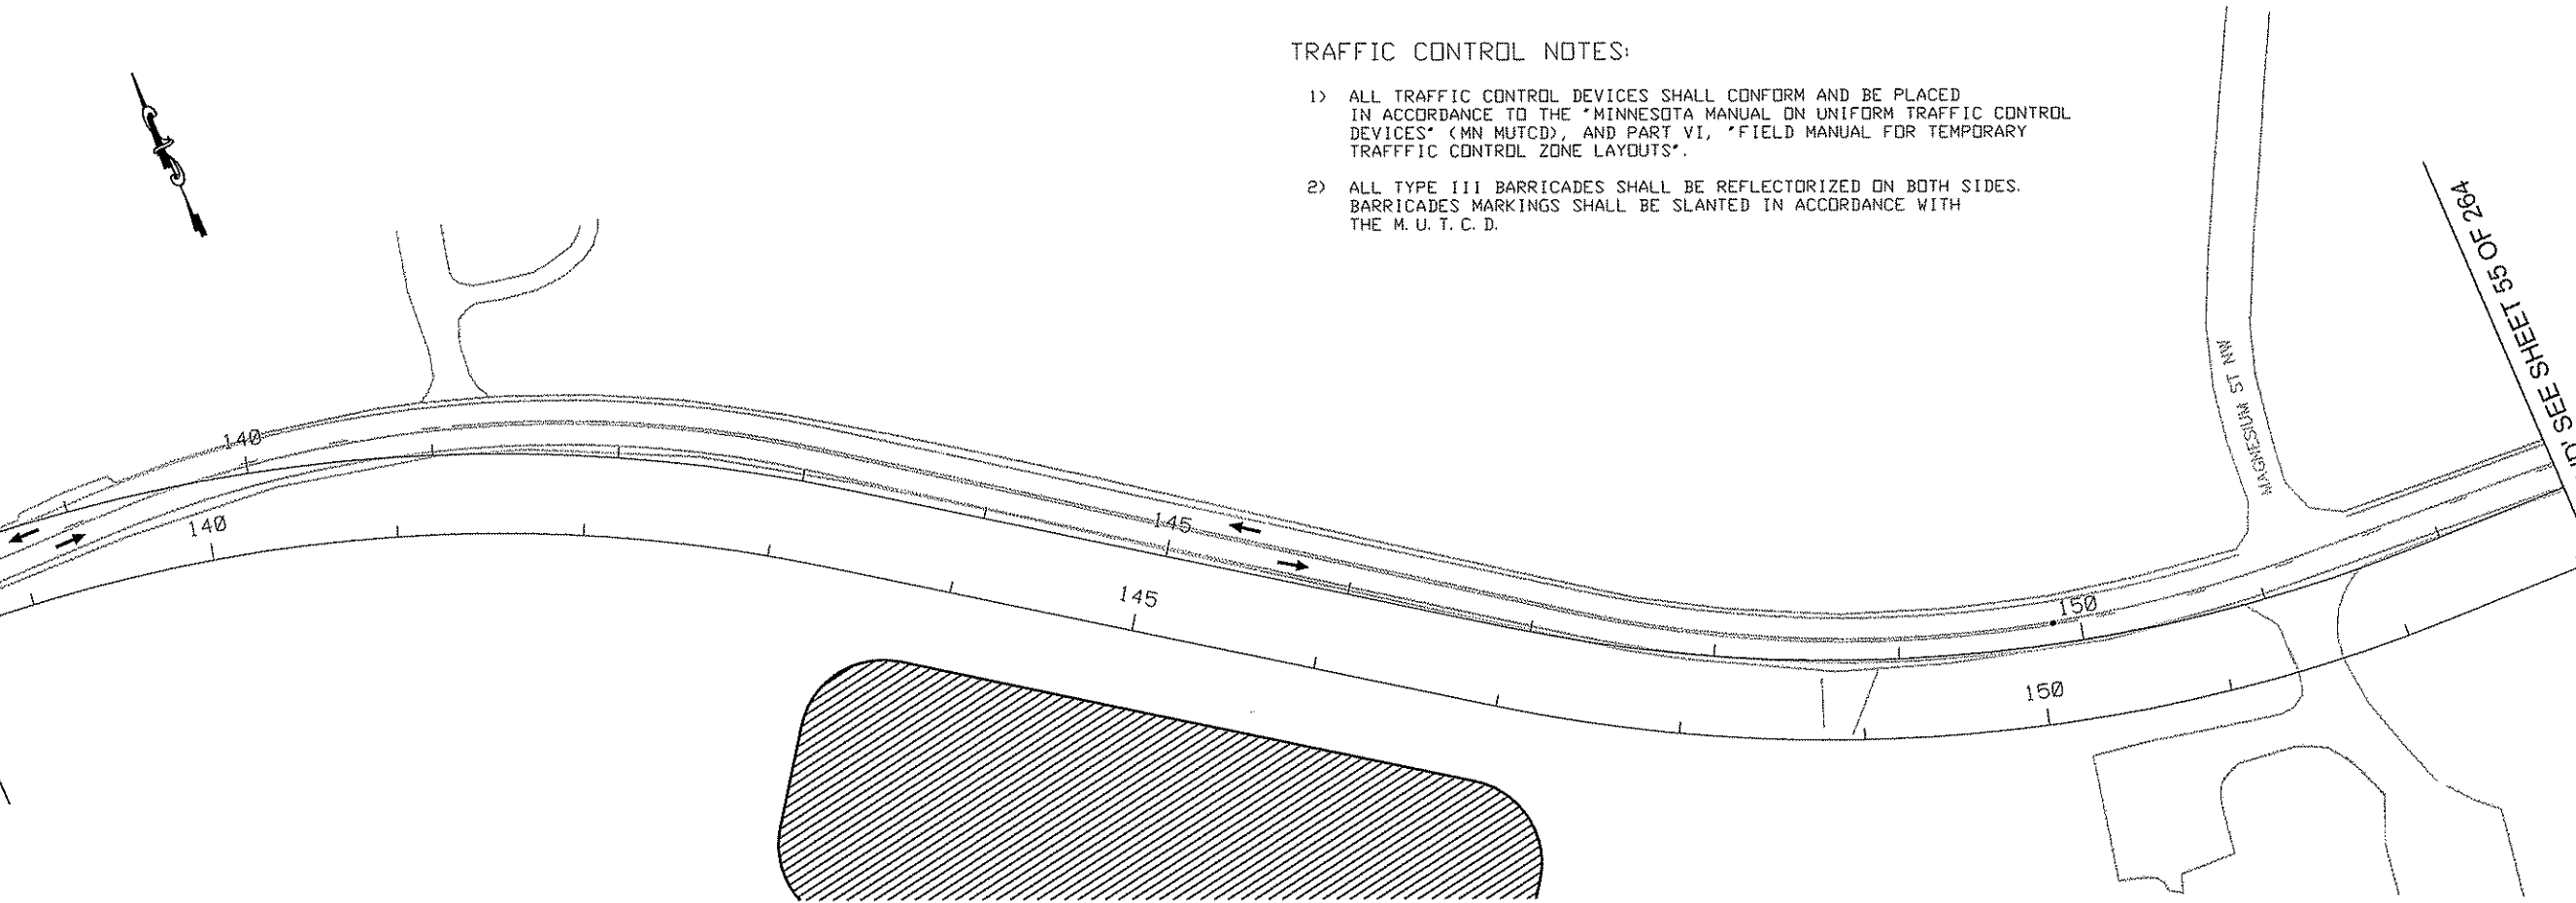 TRAFFIC CONTROL NOTES:
1) ALL TRAFFIC CONTROL DEVICES SHALL CONFORM AND BE PLACED
IN ACCORDANCE TO THE "MINNESOTA MANUAL ON UNIFORM TRAFFIC CONTROL
DEVICES" (MN MUTCD), AND PART VI, "FIELD MANUAL FOR TEMPORARY
TRAFFFIC CONTROL ZONE LAYOUTS".
2) ALL TYPE III BARRICADES SHALL BE REFLECTORIZED ON BOTH SIDES.
BARRICADES MARKINGS SHALL BE SLANTED IN ACCORDANCE WITH
THE M. U. T. C. D.
SEE SHEET 55 OF 264
MAGNESIUM ST NW
140
140
145
145
150
150